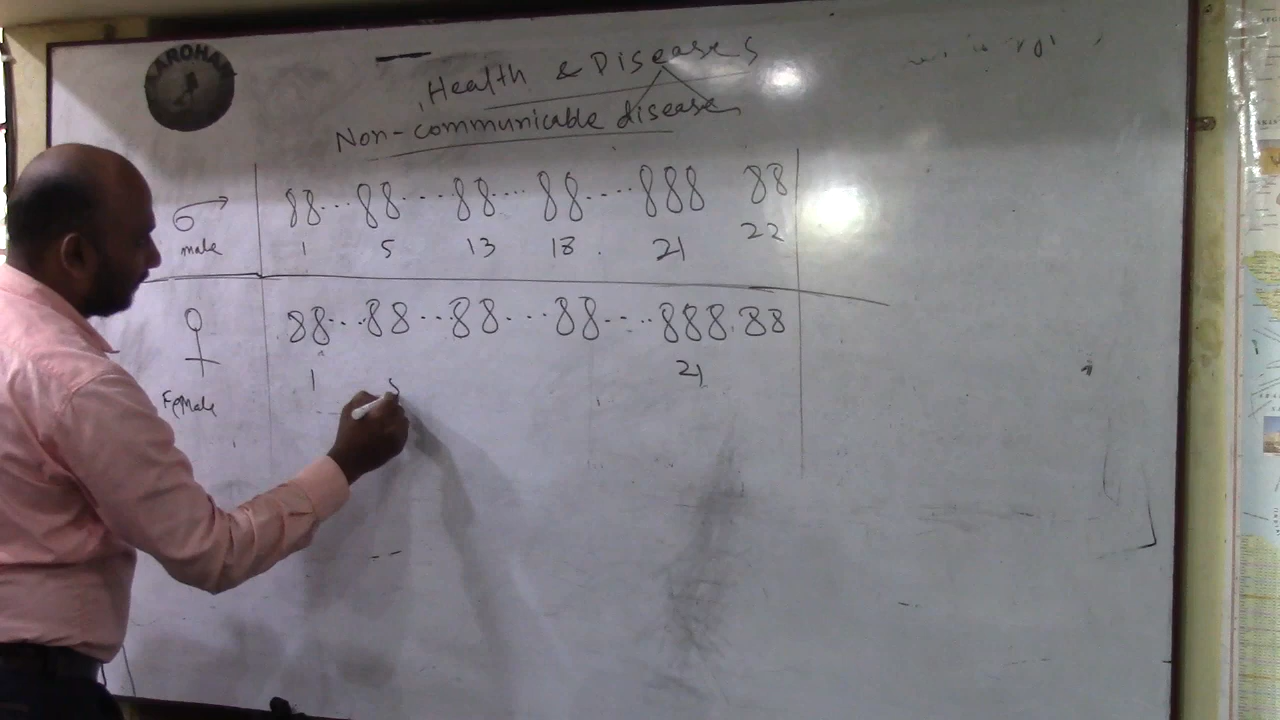 AROHAN
Health & Diseases
Non-communicable disease
♂ 88...88...88....88....888 88
male 1 5 13 18 . 21 22
♀ 88...88..88...88....888.88
1 5 21
Female